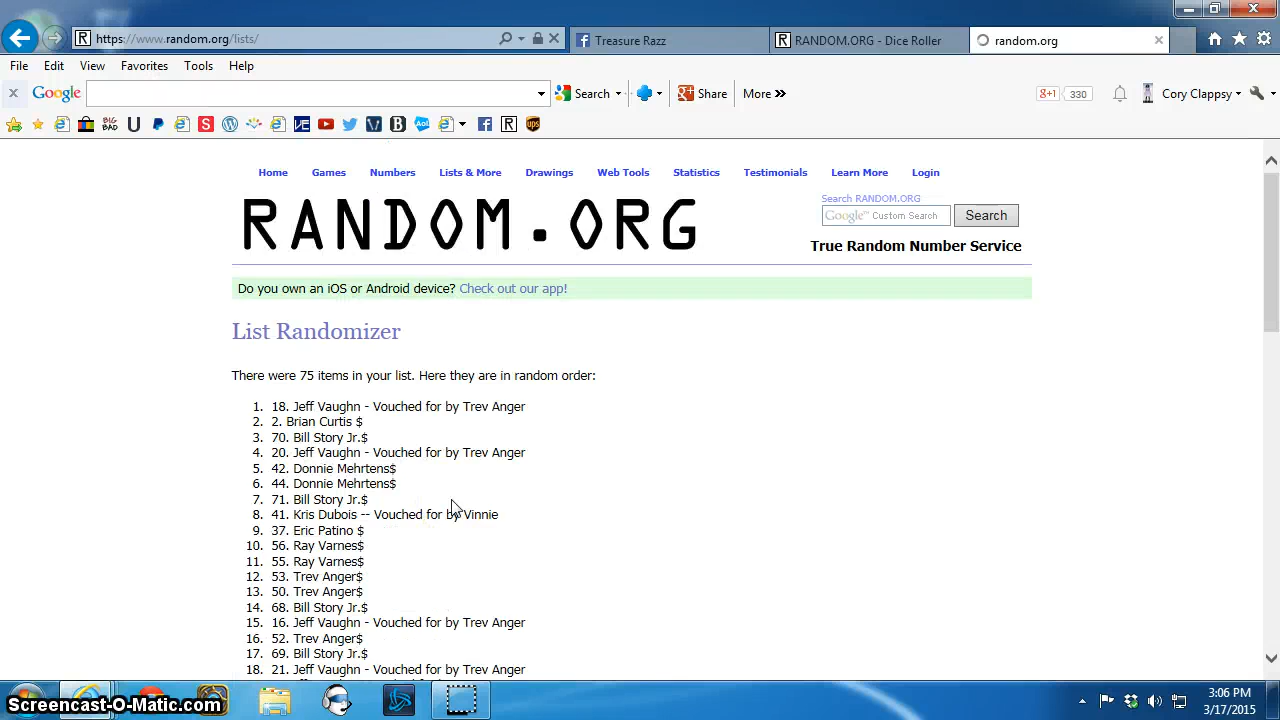 https://www.random.org/lists/
Treasure Razz
RANDOM.ORG - Dice Roller
random.org
File Edit View Favorites Tools Help
Google
Search
Share
More »
330
Cory Clappsy
Home Games Numbers Lists & More Drawings Web Tools Statistics Testimonials Learn More Login
RANDOM.ORG
Search RANDOM.ORG
Google™ Custom Search
Search
True Random Number Service
Do you own an iOS or Android device? Check out our app!
List Randomizer
There were 75 items in your list. Here they are in random order:
1. 18. Jeff Vaughn - Vouched for by Trev Anger
2. 2. Brian Curtis $
3. 70. Bill Story Jr.$
4. 20. Jeff Vaughn - Vouched for by Trev Anger
5. 42. Donnie Mehrtens$
6. 44. Donnie Mehrtens$
7. 71. Bill Story Jr.$
8. 41. Kris Dubois -- Vouched for by Vinnie
9. 37. Eric Patino $
10. 56. Ray Varnes$
11. 55. Ray Varnes$
12. 53. Trev Anger$
13. 50. Trev Anger$
14. 68. Bill Story Jr.$
15. 16. Jeff Vaughn - Vouched for by Trev Anger
16. 52. Trev Anger$
17. 69. Bill Story Jr.$
18. 21. Jeff Vaughn - Vouched for by Trev Anger
Screencast-O-Matic.com
3:06 PM
3/17/2015